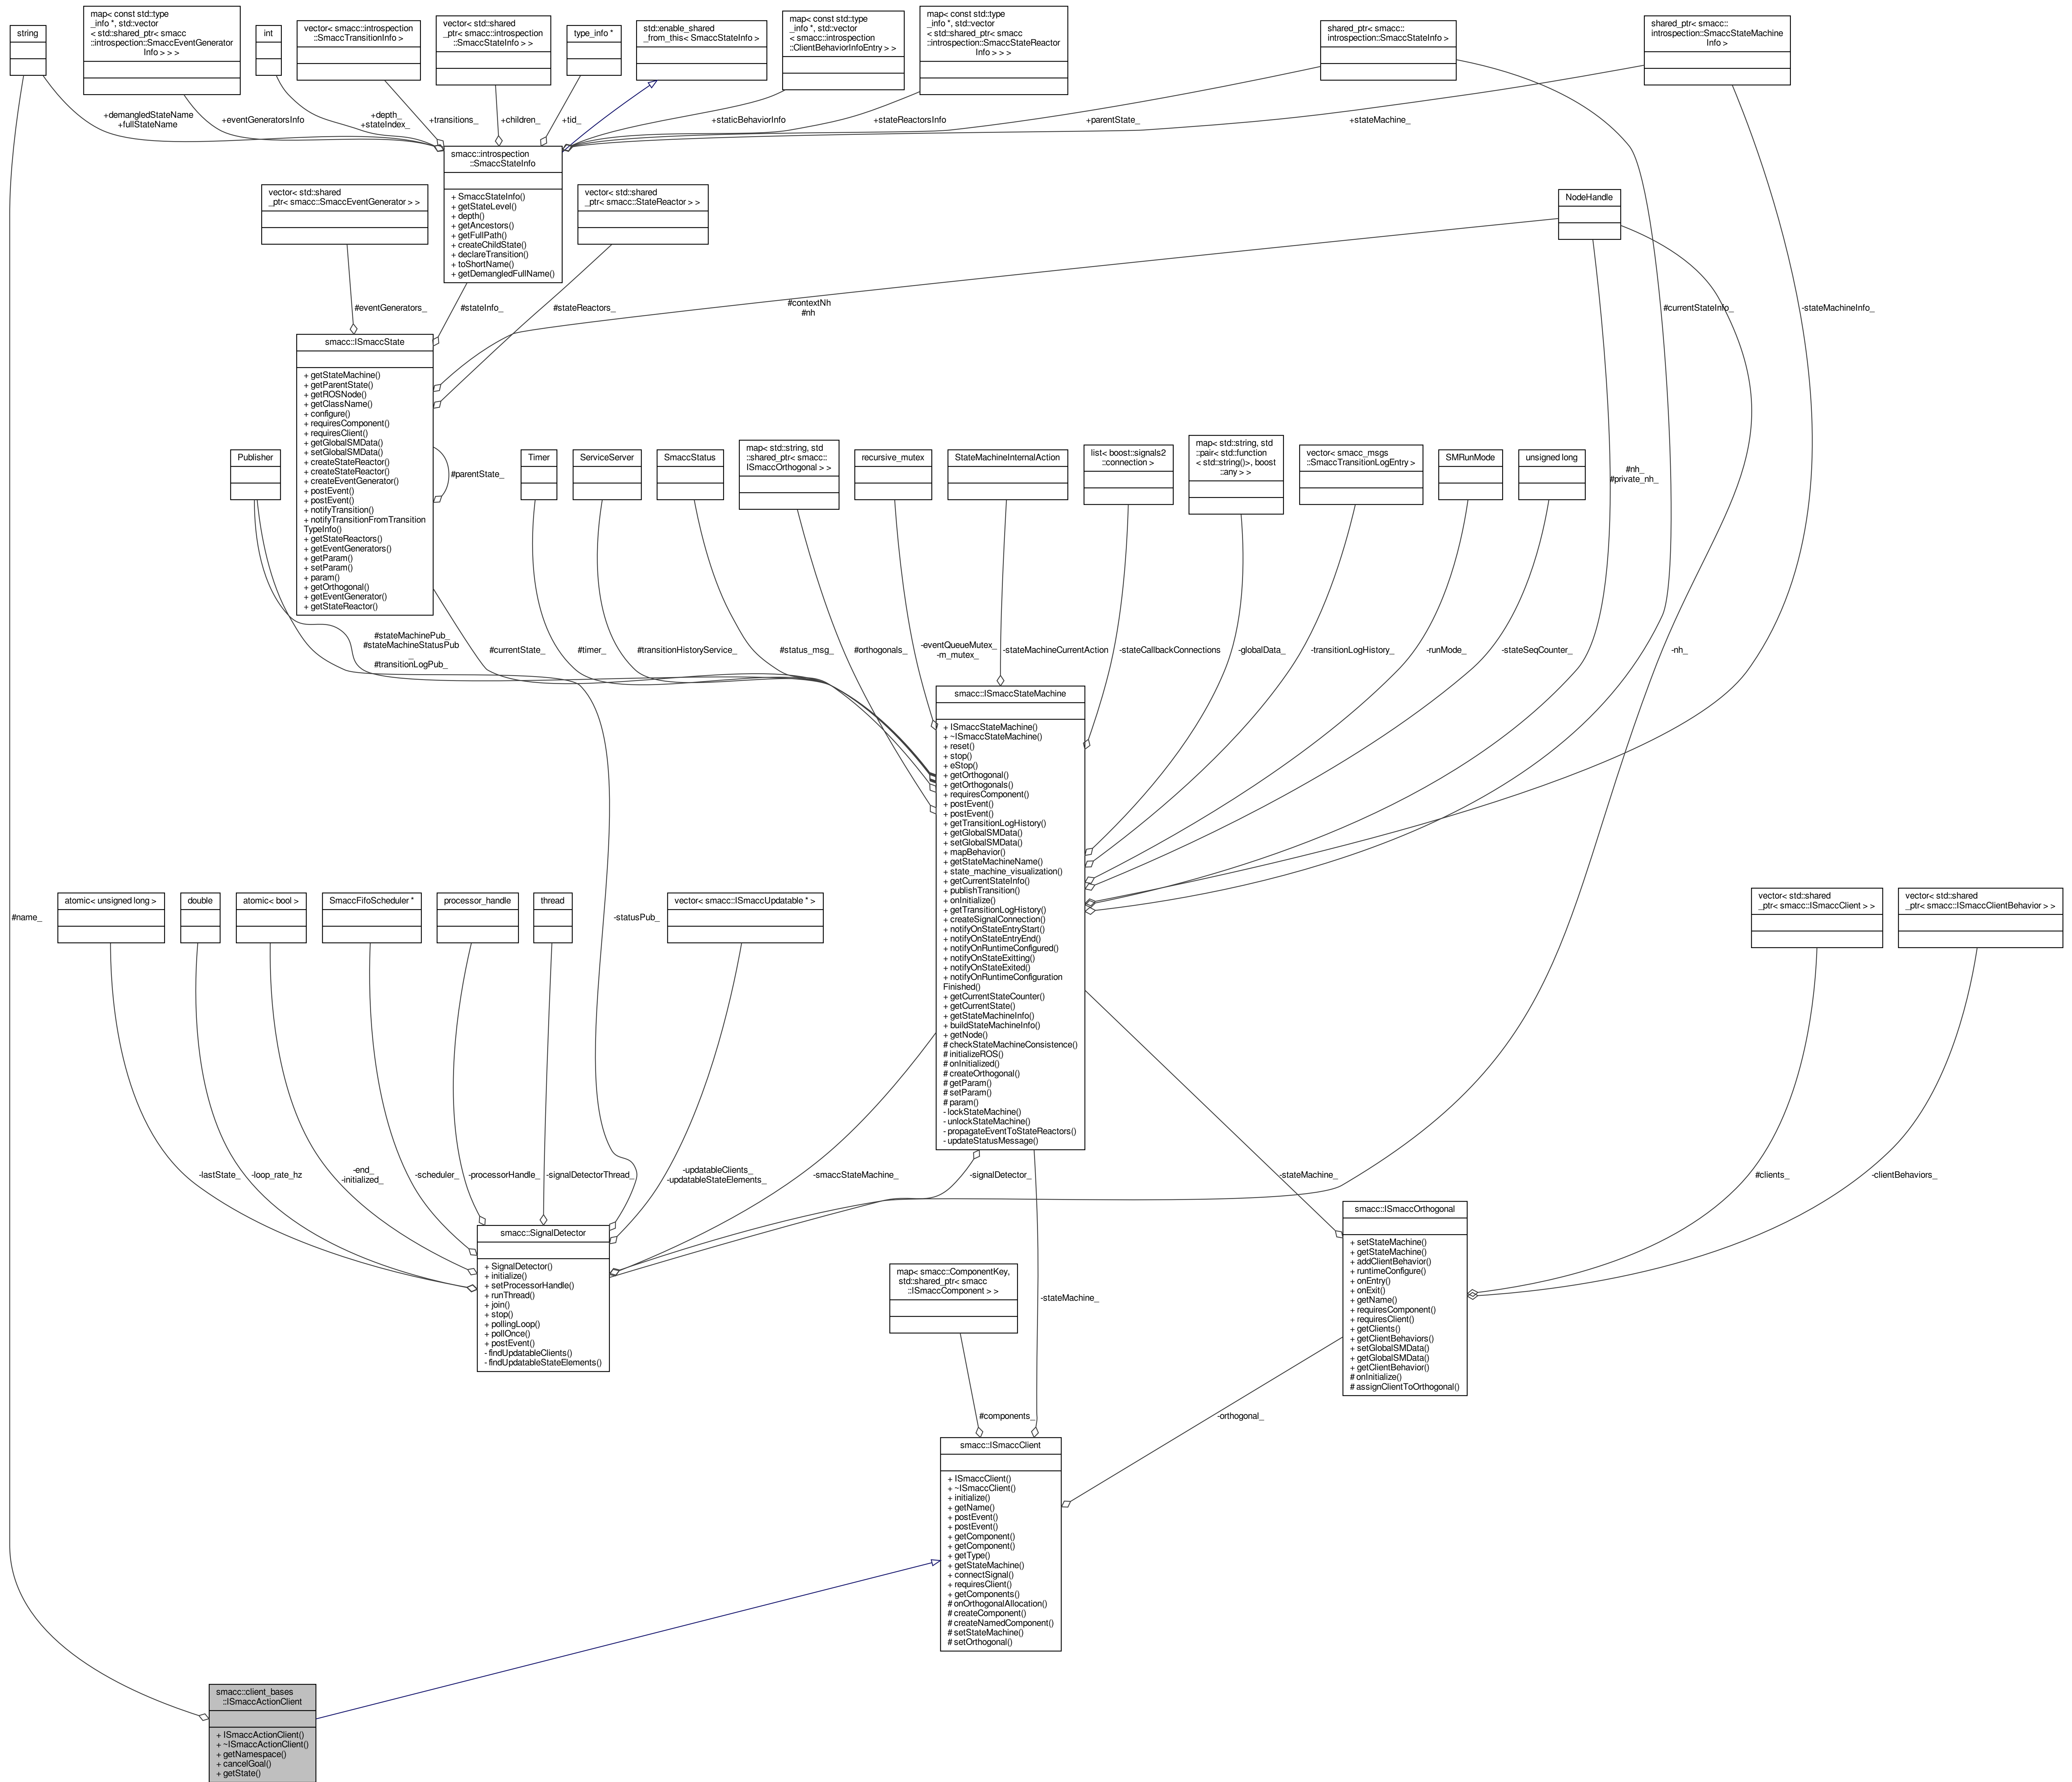 string
map< const std::type
_info *, std::vector
< std::shared_ptr< smacc
::introspection::SmaccEventGenerator
Info > > >
int
vector< smacc::introspection
::SmaccTransitionInfo >
vector< std::shared
_ptr< smacc::introspection
::SmaccStateInfo > >
type_info *
std::enable_shared
_from_this< SmaccStateInfo >
map< const std::type
_info *, std::vector
< smacc::introspection
::ClientBehaviorInfoEntry > >
map< const std::type
_info *, std::vector
< std::shared_ptr< smacc
::introspection::SmaccStateReactor
Info > > >
shared_ptr< smacc::
introspection::SmaccStateInfo >
shared_ptr< smacc::
introspection::SmaccStateMachine
Info >
+demangledStateName
+fullStateName
+eventGeneratorsInfo
+depth_
+stateIndex_
+transitions_
+children_
+tid_
+staticBehaviorInfo
+stateReactorsInfo
+parentState_
+stateMachine_
smacc::introspection
::SmaccStateInfo
+ SmaccStateInfo()
+ getStateLevel()
+ depth()
+ getAncestors()
+ getFullPath()
+ createChildState()
+ declareTransition()
+ toShortName()
+ getDemangledFullName()
vector< std::shared
_ptr< smacc::SmaccEventGenerator > >
vector< std::shared
_ptr< smacc::StateReactor > >
NodeHandle
#eventGenerators_
#stateInfo_
#stateReactors_
#contextNh
#nh
#currentStateInfo_
-stateMachineInfo_
smacc::ISmaccState
+ getStateMachine()
+ getParentState()
+ getROSNode()
+ getClassName()
+ configure()
+ requiresComponent()
+ requiresClient()
+ getGlobalSMData()
+ setGlobalSMData()
+ createStateReactor()
+ createStateReactor()
+ createEventGenerator()
+ postEvent()
+ postEvent()
+ notifyTransition()
+ notifyTransitionFromTransition
TypeInfo()
+ getStateReactors()
+ getEventGenerators()
+ getParam()
+ setParam()
+ param()
+ getOrthogonal()
+ getEventGenerator()
+ getStateReactor()
#parentState_
Publisher
Timer
ServiceServer
SmaccStatus
map< std::string, std
::shared_ptr< smacc::
ISmaccOrthogonal > >
recursive_mutex
StateMachineInternalAction
list< boost::signals2
::connection >
map< std::string, std
::pair< std::function
< std::string()>, boost
::any > >
vector< smacc_msgs
::SmaccTransitionLogEntry >
SMRunMode
unsigned long
#nh_
#private_nh_
#stateMachinePub_
#stateMachineStatusPub
_
#transitionLogPub_
#currentState_
#timer_
#transitionHistoryService_
#status_msg_
#orthogonals_
-eventQueueMutex_
-m_mutex_
-stateMachineCurrentAction
-stateCallbackConnections
-globalData_
-transitionLogHistory_
-runMode_
-stateSeqCounter_
-nh_
smacc::ISmaccStateMachine
+ ISmaccStateMachine()
+ ~ISmaccStateMachine()
+ reset()
+ stop()
+ eStop()
+ getOrthogonal()
+ getOrthogonals()
+ requiresComponent()
+ postEvent()
+ postEvent()
+ getTransitionLogHistory()
+ getGlobalSMData()
+ setGlobalSMData()
+ mapBehavior()
+ getStateMachineName()
+ state_machine_visualization()
+ getCurrentStateInfo()
+ publishTransition()
+ onInitialize()
+ getTransitionLogHistory()
+ createSignalConnection()
+ notifyOnStateEntryStart()
+ notifyOnStateEntryEnd()
+ notifyOnRuntimeConfigured()
+ notifyOnStateExitting()
+ notifyOnStateExited()
+ notifyOnRuntimeConfiguration
Finished()
+ getCurrentStateCounter()
+ getCurrentState()
+ getStateMachineInfo()
+ buildStateMachineInfo()
+ getNode()
# checkStateMachineConsistence()
# initializeROS()
# onInitialized()
# createOrthogonal()
# getParam()
# setParam()
# param()
- lockStateMachine()
- unlockStateMachine()
- propagateEventToStateReactors()
- updateStatusMessage()
atomic< unsigned long >
double
atomic< bool >
SmaccFifoScheduler *
processor_handle
thread
vector< smacc::ISmaccUpdatable * >
vector< std::shared
_ptr< smacc::ISmaccClient > >
vector< std::shared
_ptr< smacc::ISmaccClientBehavior > >
#name_
-statusPub_
-lastState_
-loop_rate_hz
-end_
-initialized_
-scheduler_
-processorHandle_
-signalDetectorThread_
-updatableClients_
-updatableStateElements_
-smaccStateMachine_
-signalDetector_
-stateMachine_
#clients_
-clientBehaviors_
smacc::SignalDetector
+ SignalDetector()
+ initialize()
+ setProcessorHandle()
+ runThread()
+ join()
+ stop()
+ pollingLoop()
+ pollOnce()
+ postEvent()
- findUpdatableClients()
- findUpdatableStateElements()
smacc::ISmaccOrthogonal
+ setStateMachine()
+ getStateMachine()
+ addClientBehavior()
+ runtimeConfigure()
+ onEntry()
+ onExit()
+ getName()
+ requiresComponent()
+ requiresClient()
+ getClients()
+ getClientBehaviors()
+ setGlobalSMData()
+ getGlobalSMData()
+ getClientBehavior()
# onInitialize()
# assignClientToOrthogonal()
map< smacc::ComponentKey,
std::shared_ptr< smacc
::ISmaccComponent > >
-stateMachine_
#components_
-orthogonal_
smacc::ISmaccClient
+ ISmaccClient()
+ ~ISmaccClient()
+ initialize()
+ getName()
+ postEvent()
+ postEvent()
+ getComponent()
+ getComponent()
+ getType()
+ getStateMachine()
+ connectSignal()
+ requiresClient()
+ getComponents()
# onOrthogonalAllocation()
# createComponent()
# createNamedComponent()
# setStateMachine()
# setOrthogonal()
smacc::client_bases
::ISmaccActionClient
+ ISmaccActionClient()
+ ~ISmaccActionClient()
+ getNamespace()
+ cancelGoal()
+ getState()